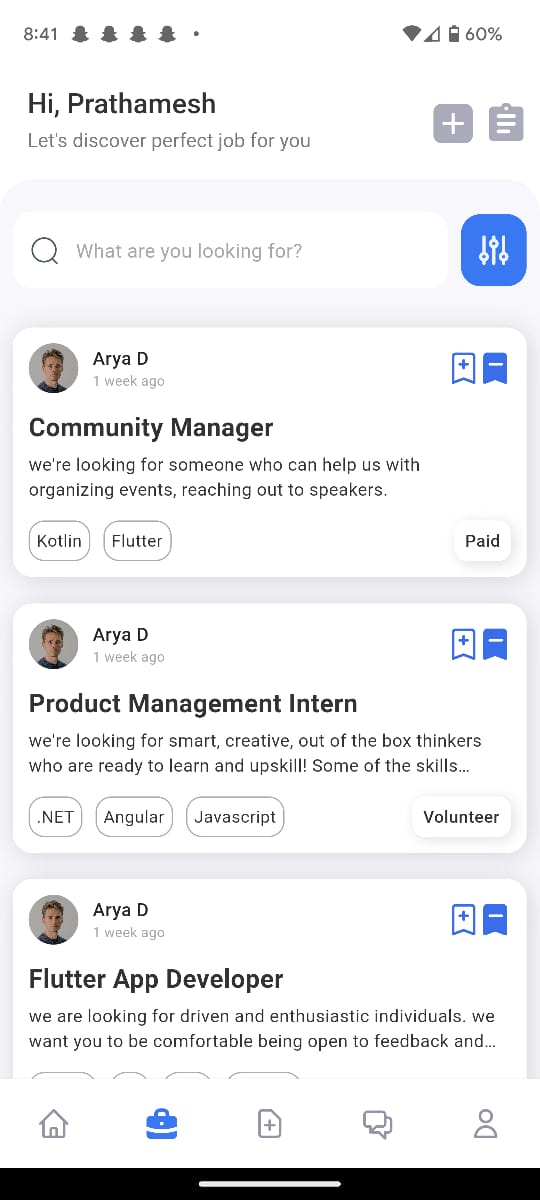 8:41
60%
Hi, Prathamesh
Let's discover perfect job for you
What are you looking for?
Arya D
1 week ago
Community Manager
we're looking for someone who can help us with
organizing events, reaching out to speakers.
Kotlin Flutter Paid
Arya D
1 week ago
Product Management Intern
we're looking for smart, creative, out of the box thinkers
who are ready to learn and upskill! Some of the skills...
.NET Angular Javascript Volunteer
Arya D
1 week ago
Flutter App Developer
we are looking for driven and enthusiastic individuals. we
want you to be comfortable being open to feedback and...